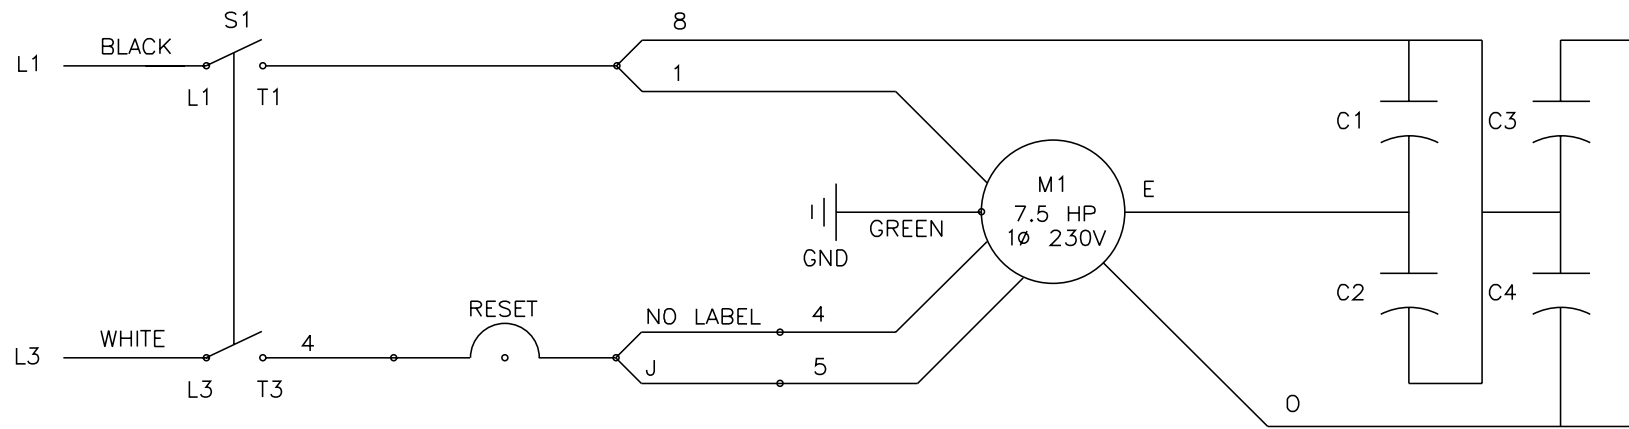 S1
8
BLACK
L1
1
L1
T1
C1
C3
M1
E
7.5 HP
GREEN
1ø 230V
GND
C2
C4
RESET
NO LABEL
4
WHITE
4
L3
J
5
L3
T3
O